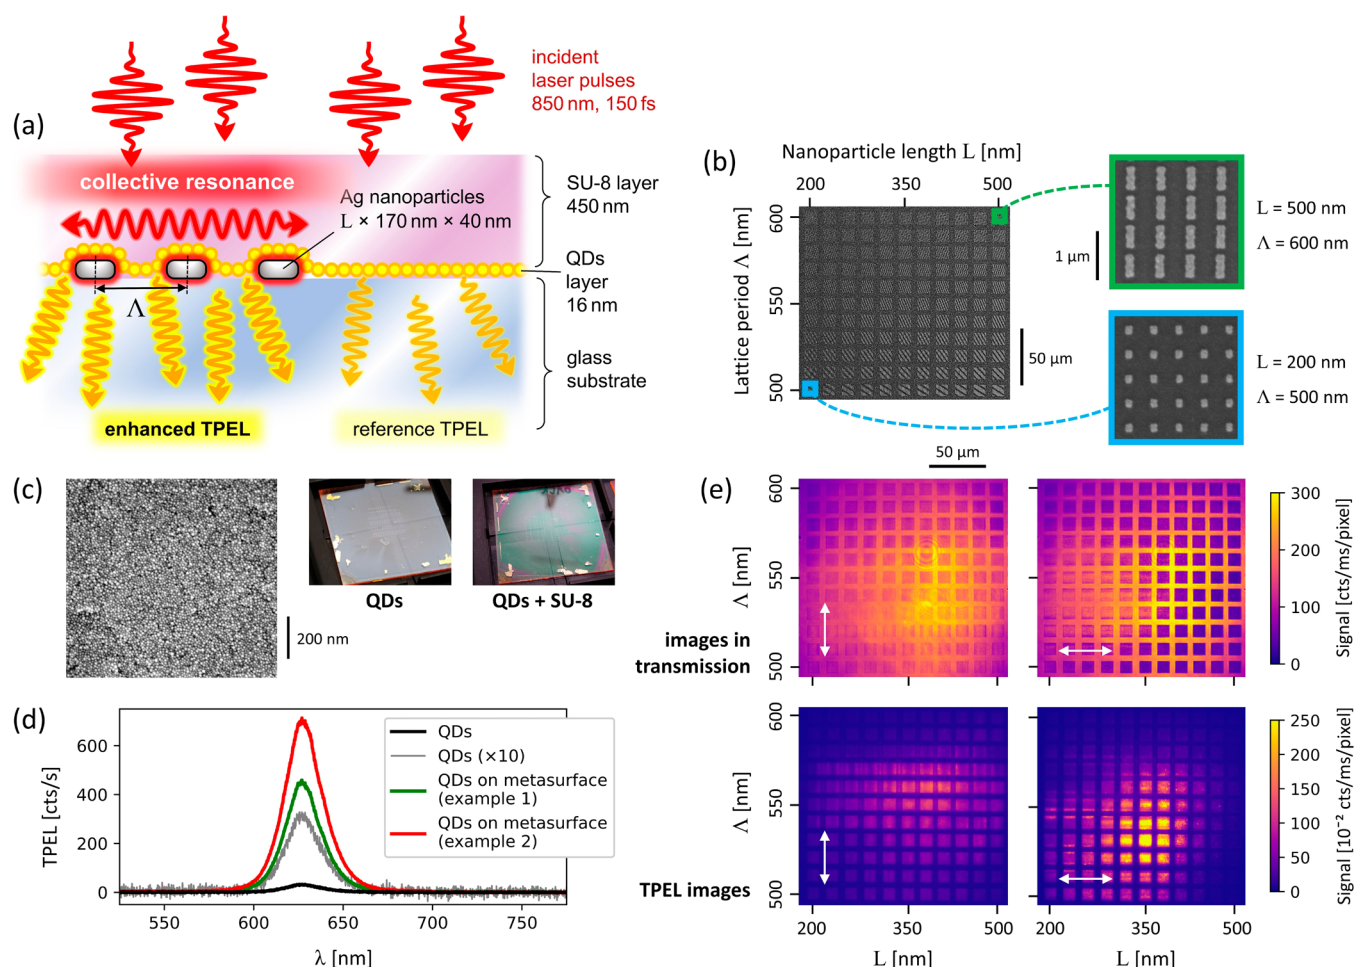 incident
laser pulses
850 nm, 150 fs
(a)
collective resonance
Ag nanoparticles
L × 170 nm × 40 nm
SU-8 layer
450 nm
QDs
layer
16 nm
Λ
glass
substrate
enhanced TPEL
reference TPEL
(b)
Nanoparticle length L [nm]
200 350 500
Lattice period Λ [nm]
600
550
500
50 µm
1 µm
L = 500 nm
Λ = 600 nm
L = 200 nm
Λ = 500 nm
(c)
200 nm
QDs
QDs + SU-8
(d)
TPEL [cts/s]
600
400
200
0
550 600 650 700 750
λ [nm]
QDs
QDs (×10)
QDs on metasurface
(example 1)
QDs on metasurface
(example 2)
(e)
50 µm
Λ [nm]
600
550
500
images in
transmission
Signal [cts/ms/pixel]
300
200
100
0
Λ [nm]
600
550
500
TPEL images
200 350 500
L [nm]
200 350 500
L [nm]
Signal [10⁻² cts/ms/pixel]
250
200
150
100
50
0